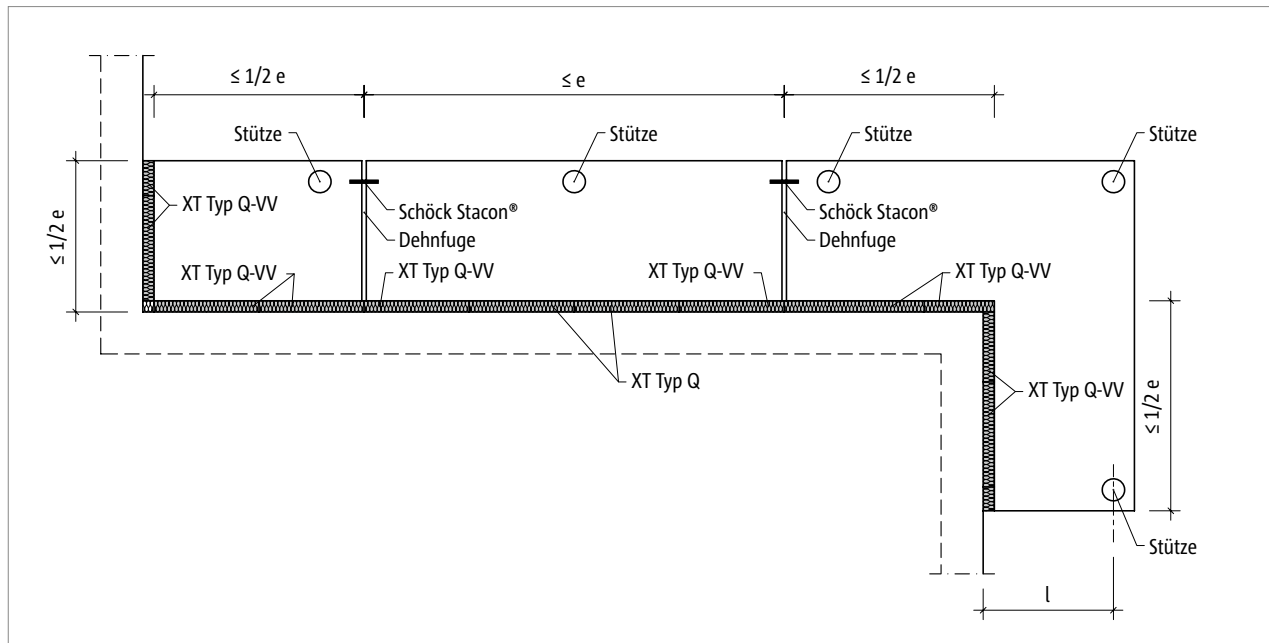 ≤ 1/2 e
≤ e
≤ 1/2 e
Stütze
Stütze
Stütze
Stütze
≤ 1/2 e
XT Typ Q-VV
Schöck Stacon®
Dehnfuge
Schöck Stacon®
Dehnfuge
XT Typ Q-VV
XT Typ Q-VV
XT Typ Q-VV
XT Typ Q-VV
XT Typ Q
XT Typ Q-VV
≤ 1/2 e
Stütze
l